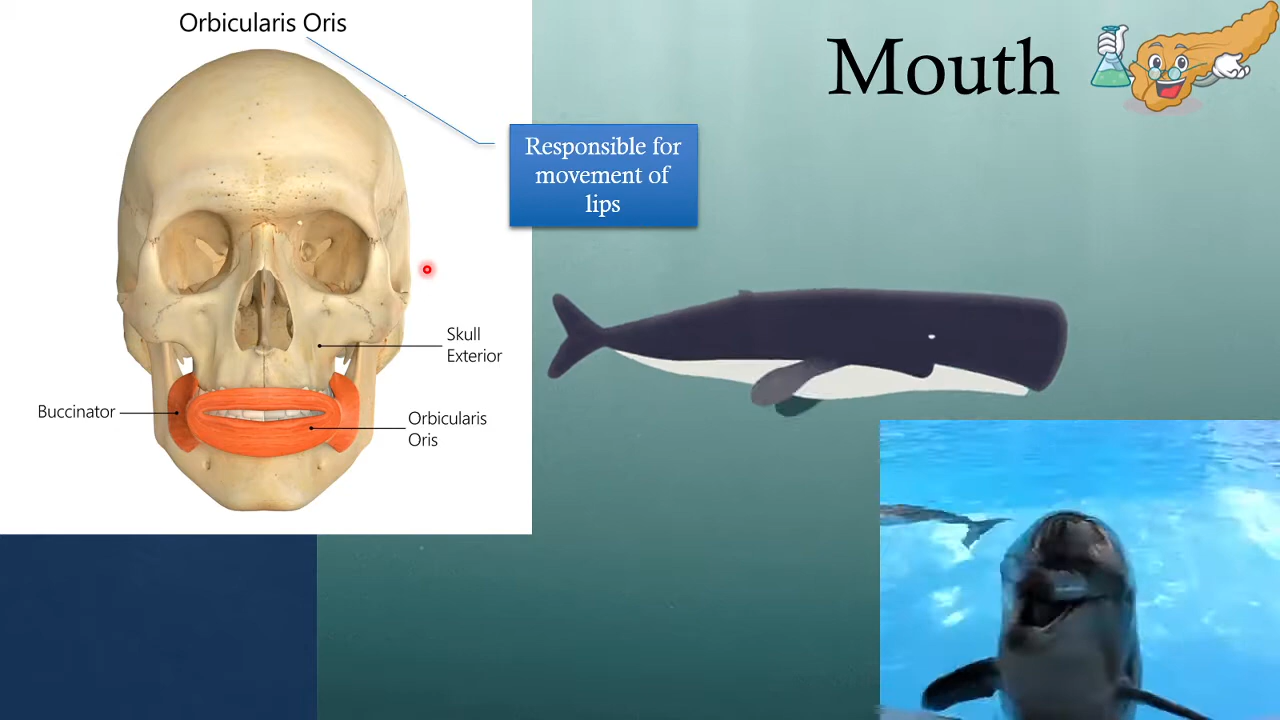 Orbicularis Oris
Mouth
Responsible for
movement of
lips
Skull
Exterior
Buccinator
Orbicularis
Oris